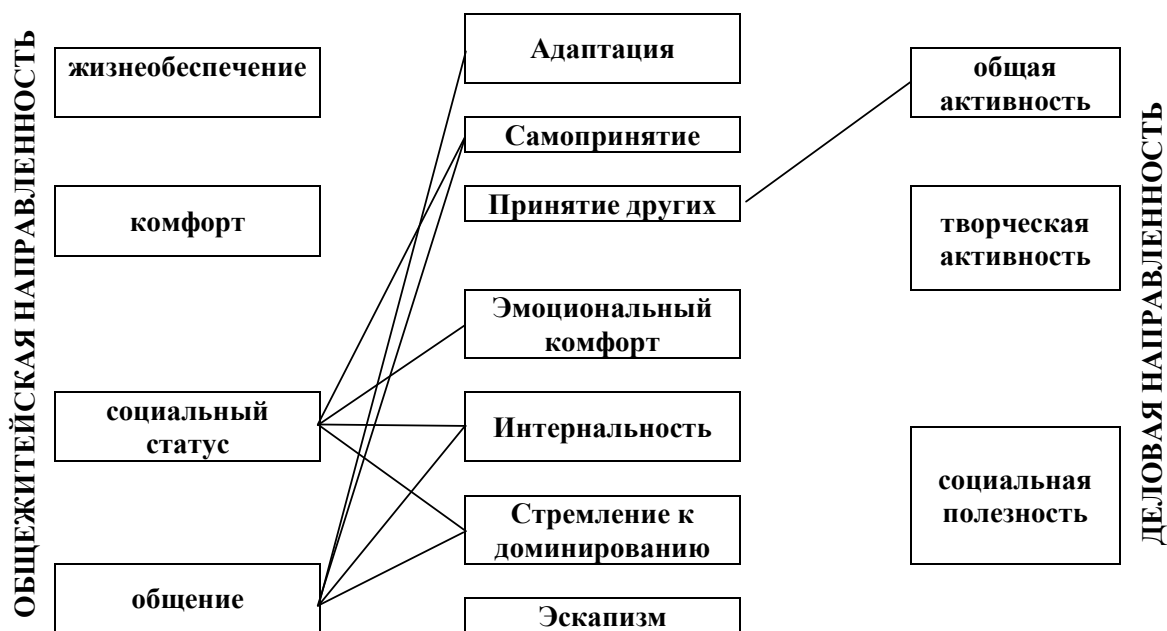 ОБЩЕЖИТЕЙСКАЯ НАПРАВЛЕННОСТЬ
жизнеобеспечение
комфорт
социальный
статус
общение
Адаптация
Самопринятие
Принятие других
Эмоциональный
комфорт
Интернальность
Стремление к
доминированию
Эскапизм
общая
активность
творческая
активность
социальная
полезность
ДЕЛОВАЯ НАПРАВЛЕННОСТЬ